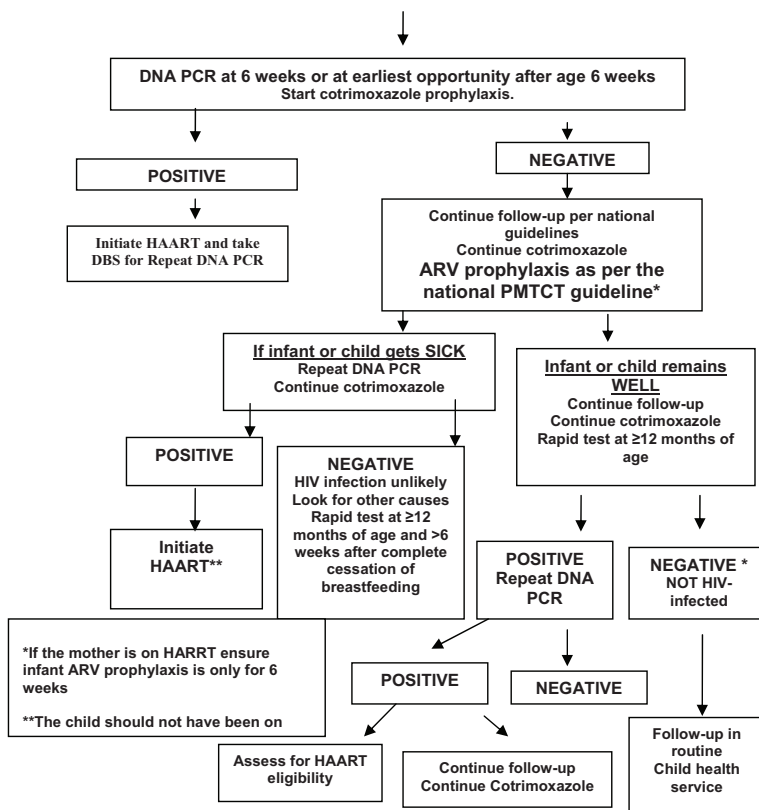 DNA PCR at 6 weeks or at earliest opportunity after age 6 weeks
Start cotrimoxazole prophylaxis.
POSITIVE
NEGATIVE
Initiate HAART and take
DBS for Repeat DNA PCR
Continue follow-up per national
guidelines
Continue cotrimoxazole
ARV prophylaxis as per the
national PMTCT guideline*
If infant or child gets SICK
Repeat DNA PCR
Continue cotrimoxazole
Infant or child remains
WELL
Continue follow-up
Continue cotrimoxazole
Rapid test at ≥12 months of
age
POSITIVE
NEGATIVE
HIV infection unlikely
Look for other causes
Rapid test at ≥12
months of age and >6
weeks after complete
cessation of
breastfeeding
Initiate
HAART**
POSITIVE
Repeat DNA
PCR
NEGATIVE *
NOT HIV-
infected
*If the mother is on HARRT ensure
infant ARV prophylaxis is only for 6
weeks
**The child should not have been on
POSITIVE
NEGATIVE
Assess for HAART
eligibility
Continue follow-up
Continue Cotrimoxazole
Follow-up in
routine
Child health
service